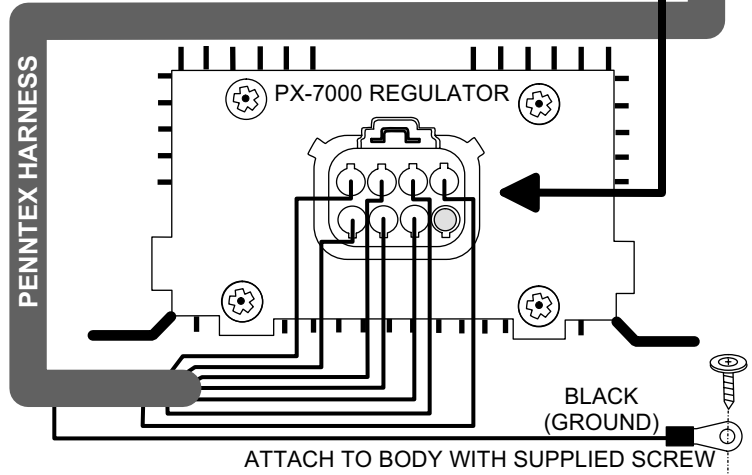 PENNTEX HARNESS
PX-7000 REGULATOR
BLACK
(GROUND)
ATTACH TO BODY WITH SUPPLIED SCREW